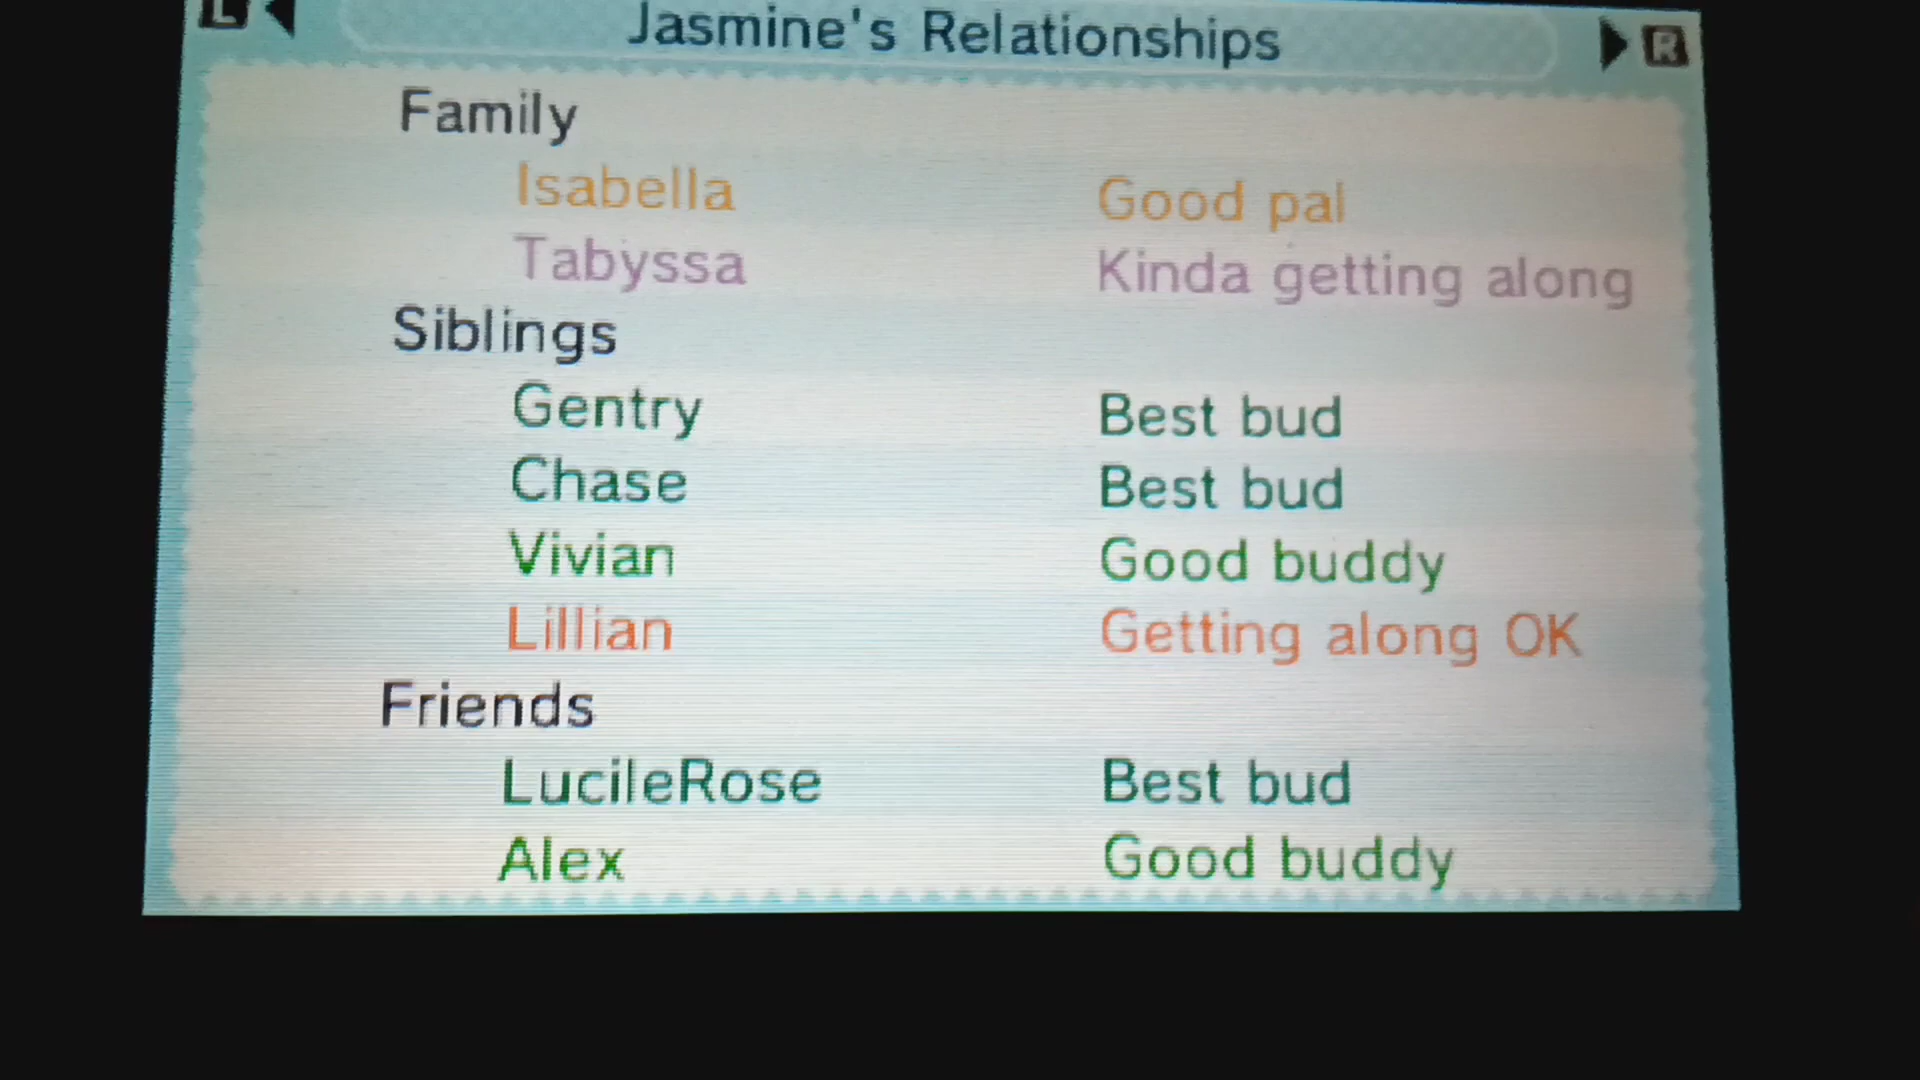 L Jasmine's Relationships R
Family
Isabella Good pal
Tabyssa Kinda getting along
Siblings
Gentry Best bud
Chase Best bud
Vivian Good buddy
Lillian Getting along OK
Friends
LucileRose Best bud
Alex Good buddy